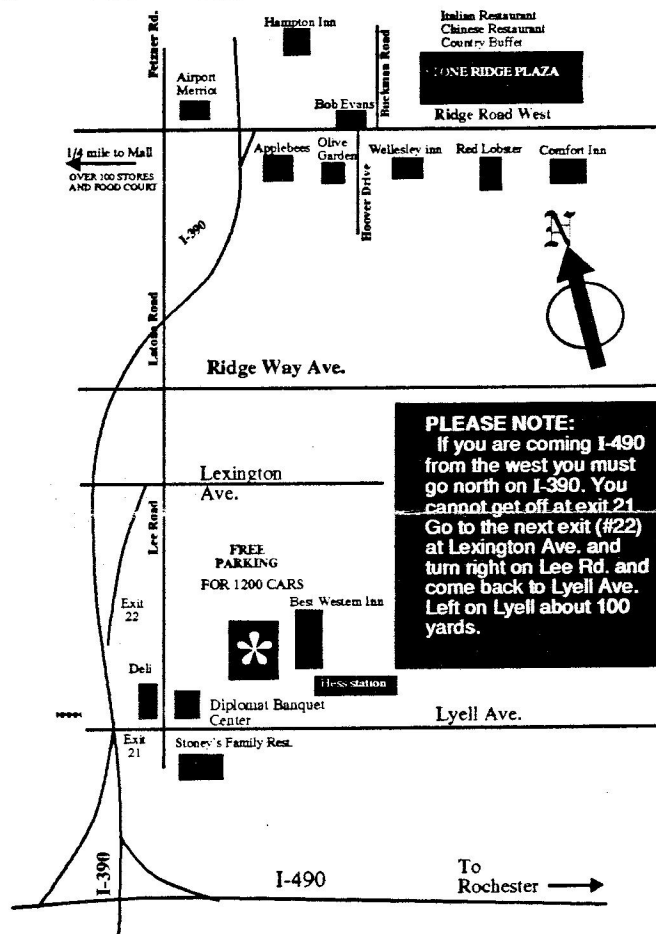 Hampton Inn
Fetzner Rd.
Buckman Road
Italian Restaurant
Chinese Restaurant
Country Buffet
TONE RIDGE PLAZA
Airport
Merriot
Bob Evans
Ridge Road West
1/4 mile to Mall
OVER 100 STORES
AND FOOD COURT
Applebees
Olive
Garden
Wellesley inn
Red Lobster
Comfort Inn
Hoover Drive
I-390
N
Latona Road
Ridge Way Ave.
PLEASE NOTE:
If you are coming I-490
from the west you must
go north on I-390. You
cannot get off at exit 21.
Go to the next exit (#22)
at Lexington Ave. and
turn right on Lee Rd. and
come back to Lyell Ave.
Left on Lyell about 100
yards.
Lexington
Ave.
Lee Road
FREE
PARKING
FOR 1200 CARS
Exit
22
Best Western Inn
*
Hess station
Deli
Diplomat Banquet
Center
Lyell Ave.
Exit
21
Stoney's Family Rest.
I-390
I-490
To
Rochester